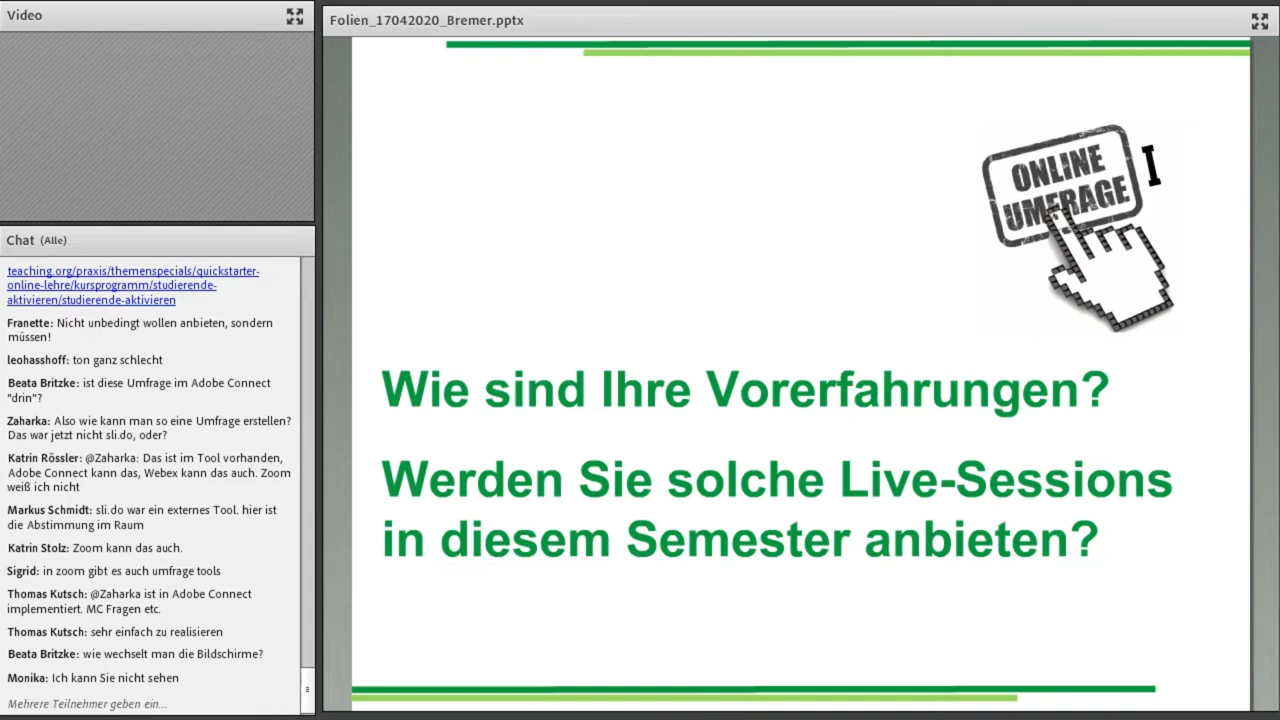 Video
Chat (Alle)
teaching.org/praxis/themenspecials/quickstarter-
online-lehre/kursprogramm/studierende-
aktivieren/studierende-aktivieren
Franette: Nicht unbedingt wollen anbieten, sondern
müssen!
leohasshoff: ton ganz schlecht
Beata Britzke: ist diese Umfrage im Adobe Connect
"drin"?
Zaharka: Also wie kann man so eine Umfrage erstellen?
Das war jetzt nicht sli.do, oder?
Katrin Rössler: @Zaharka: Das ist im Tool vorhanden,
Adobe Connect kann das, Webex kann das auch. Zoom
weiß ich nicht
Markus Schmidt: sli.do war ein externes Tool. hier ist
die Abstimmung im Raum
Katrin Stolz: Zoom kann das auch.
Sigrid: in zoom gibt es auch umfrage tools
Thomas Kutsch: @Zaharka ist in Adobe Connect
implementiert. MC Fragen etc.
Thomas Kutsch: sehr einfach zu realisieren
Beata Britzke: wie wechselt man die Bildschirme?
Monika: Ich kann Sie nicht sehen
Mehrere Teilnehmer geben ein...
Folien_17042020_Bremer.pptx
ONLINE
UMFRAGE
I
Wie sind Ihre Vorerfahrungen?
Werden Sie solche Live-Sessions
in diesem Semester anbieten?